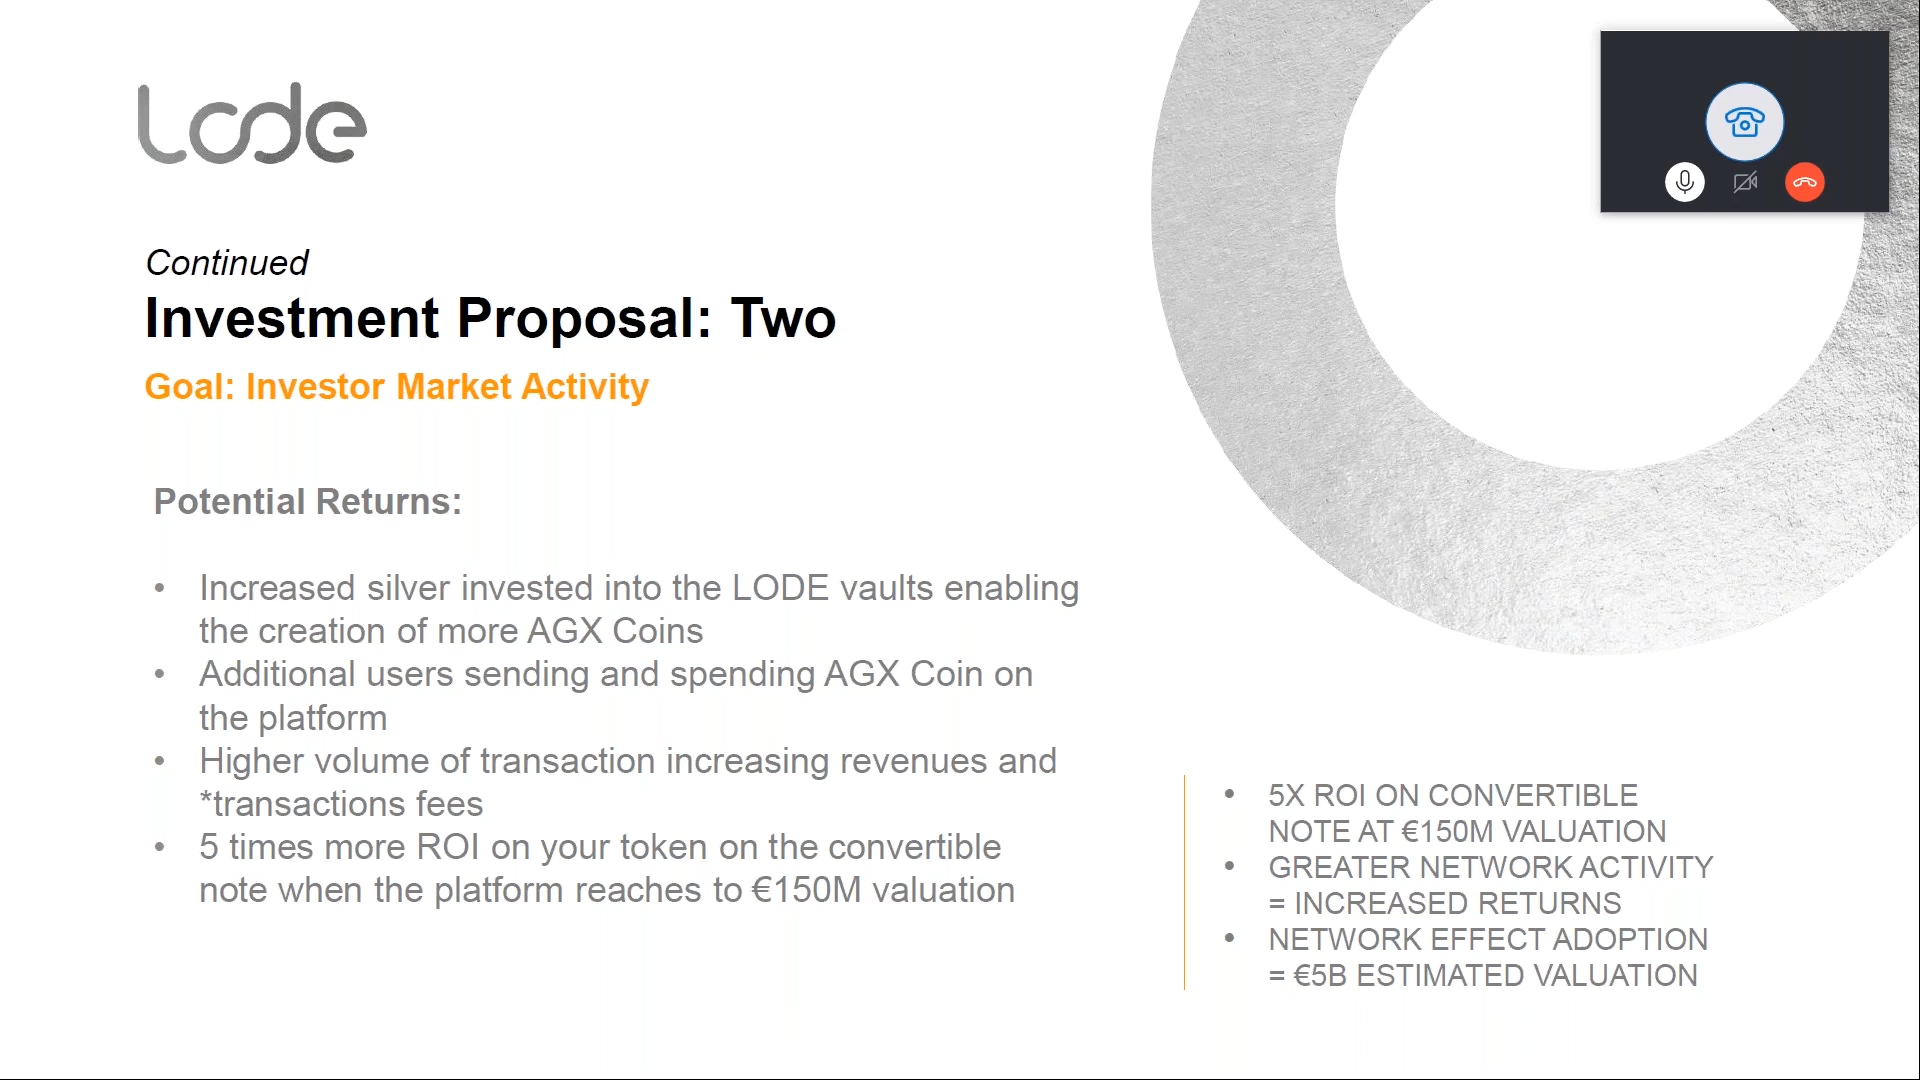 Lode
Continued
Investment Proposal: Two
Goal: Investor Market Activity
Potential Returns:
• Increased silver invested into the LODE vaults enabling
the creation of more AGX Coins
• Additional users sending and spending AGX Coin on
the platform
• Higher volume of transaction increasing revenues and
*transactions fees
• 5 times more ROI on your token on the convertible
note when the platform reaches to €150M valuation
• 5X ROI ON CONVERTIBLE
NOTE AT €150M VALUATION
• GREATER NETWORK ACTIVITY
= INCREASED RETURNS
• NETWORK EFFECT ADOPTION
= €5B ESTIMATED VALUATION